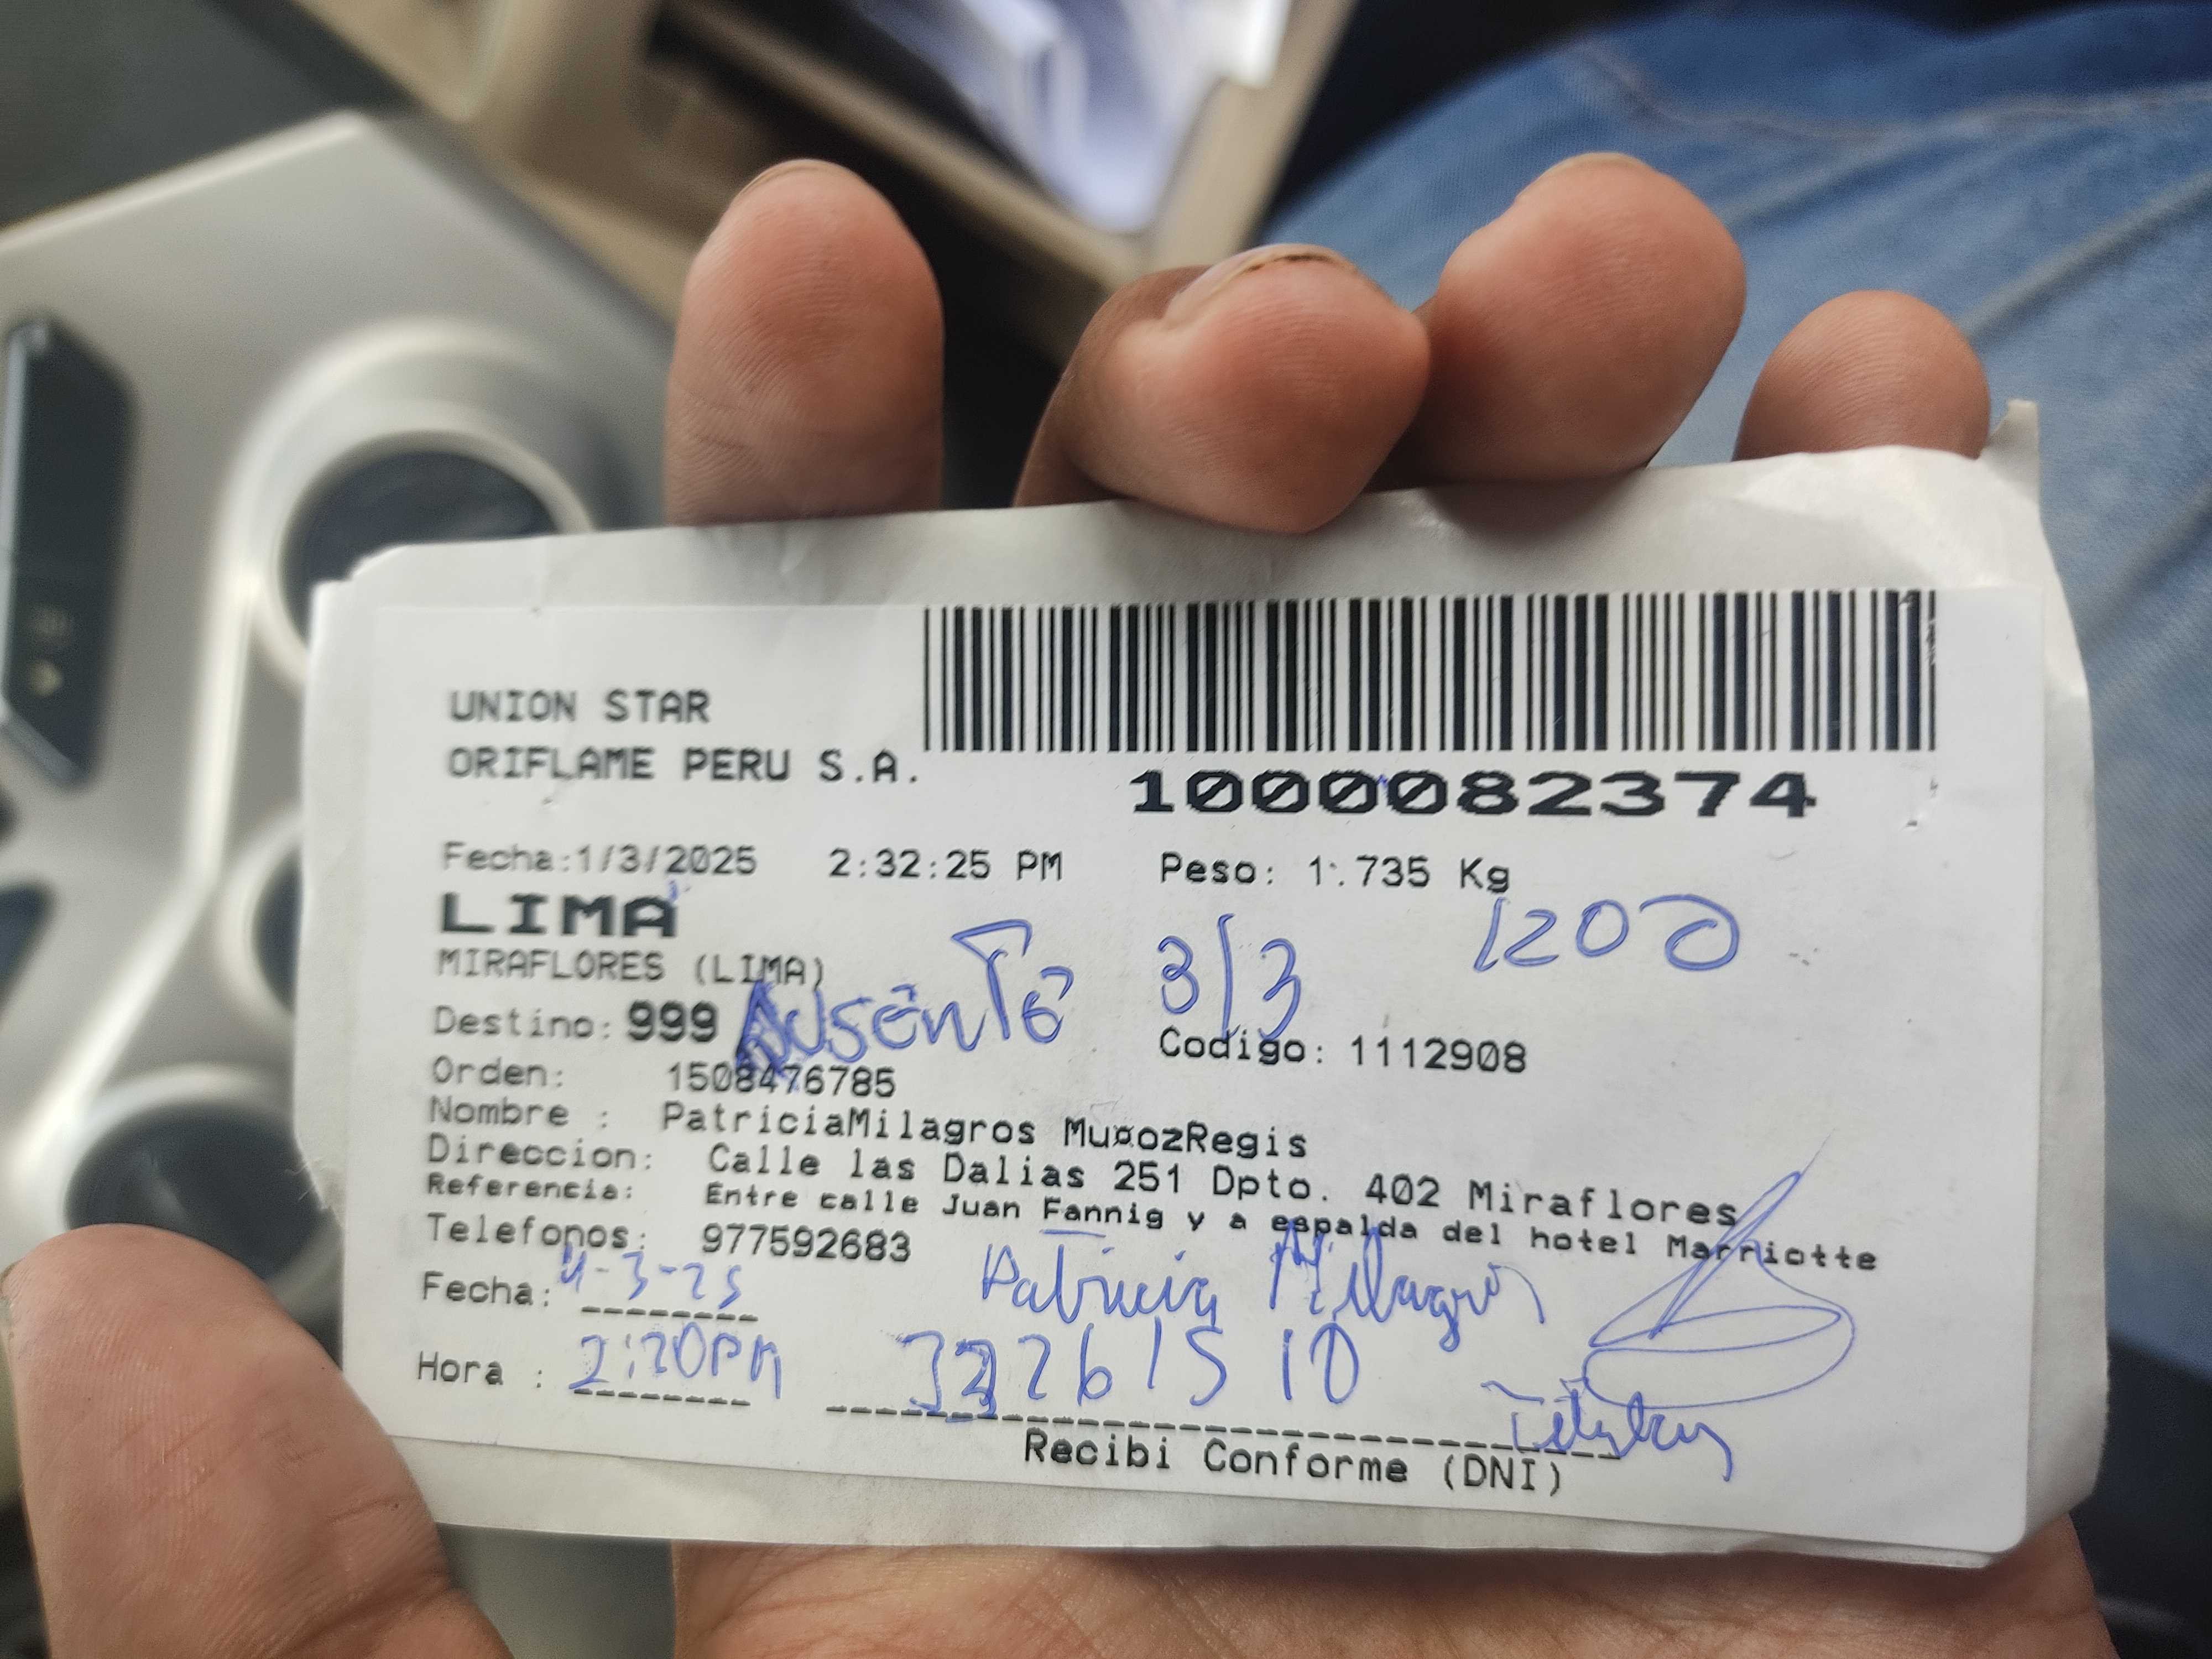 UNION STAR
ORIFLAME PERU S.A.
1000082374
Fecha:1/3/2025 2:32:25 PM Peso: 1.735 Kg
LIMA
1200
MIRAFLORES (LIMA)
Destino: 999 Ausente 3/3
Codigo: 1112908
Orden: 1508476785
Nombre : PatriciaMilagros Mu¤ozRegis
Direccion: Calle las Dalias 251 Dpto. 402 Miraflores
Referencia: Entre calle Juan Fannig y a espalda del hotel Marriotte
Telefonos: 977592683
Fecha: 4-3-25 Patricia Milagros
Hora : 2:20PM
Recibi Conforme (DNI)